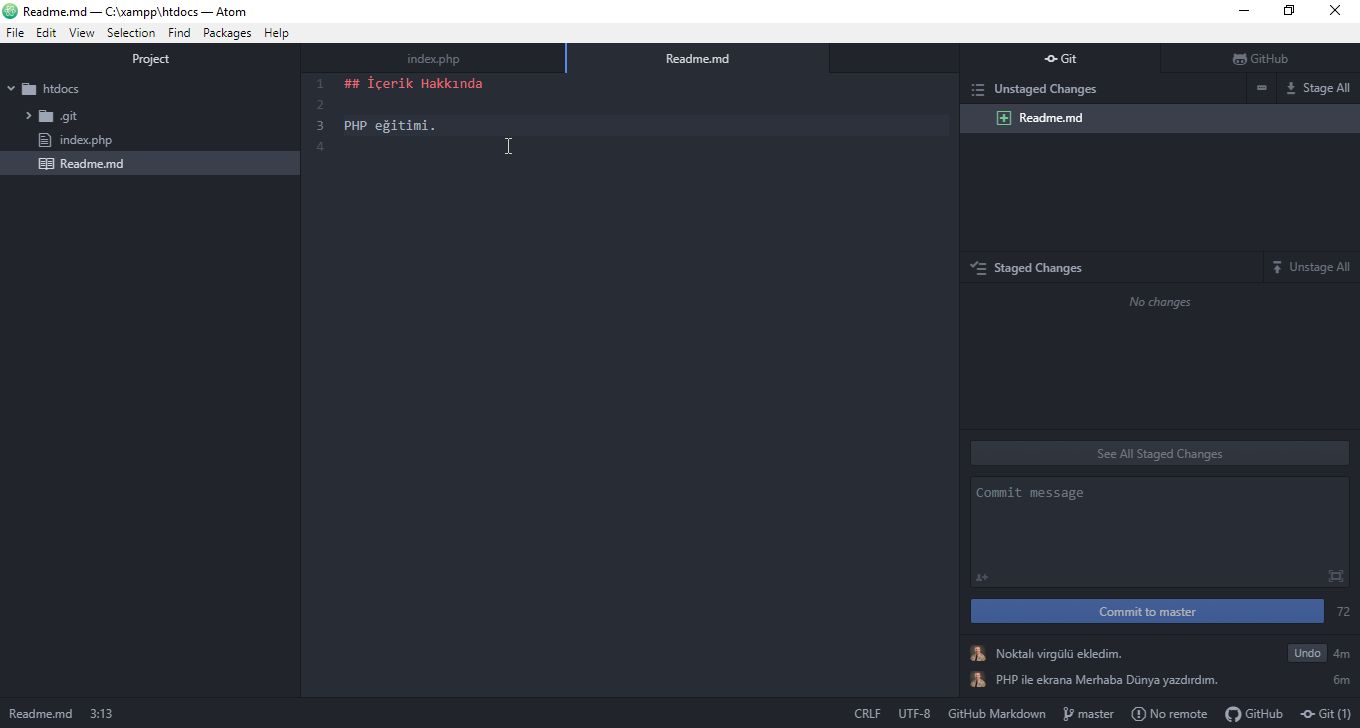 Readme.md — C:\xampp\htdocs — Atom
File Edit View Selection Find Packages Help
Project
htdocs
.git
index.php
Readme.md
index.php Readme.md
1 ## İçerik Hakkında
2
3 PHP eğitimi.
4
Git GitHub
Unstaged Changes Stage All
Readme.md
Staged Changes Unstage All
No changes
See All Staged Changes
Commit message
Commit to master 72
Noktalı virgülü ekledim. Undo 4m
PHP ile ekrana Merhaba Dünya yazdırdım. 6m
Readme.md 3:13 CRLF UTF-8 GitHub Markdown master No remote GitHub Git (1)